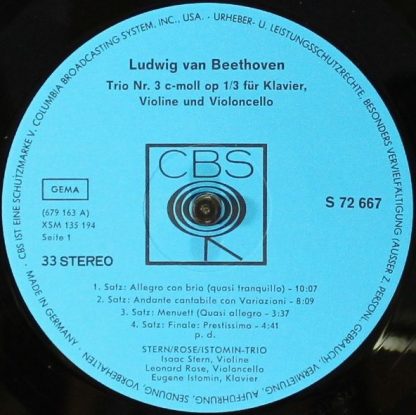 CBS IST EINE SCHUTZMARKE V. COLUMBIA BROADCASTING SYSTEM, INC., USA. · URHEBER- U. LEISTUNGSSCHUTZRECHTE, BESONDERS VERVIELFÄLTIGUNG (AUSSER Z. PERSÖNL. GEBRAUCH), VERMIETUNG, AUFFÜHRUNG, SENDUNG, VORBEHALTEN. · MADE IN GERMANY ·
Ludwig van Beethoven
Trio Nr. 3 c-moll op 1/3 für Klavier,
Violine und Violoncello
CBS
GEMA
S 72 667
(679 163 A)
XSM 135 194
Seite 1
33 STEREO
1. Satz: Allegro con brio (quasi tranquillo) - 10:07
2. Satz: Andante cantabile con Variazioni - 8:09
3. Satz: Menuett (Quasi allegro - 3:37
4. Satz: Finale: Prestissimo - 4:41
p. d.
STERN/ROSE/ISTOMIN-TRIO
Isaac Stern, Violine
Leonard Rose, Violoncello
Eugene Istomin, Klavier